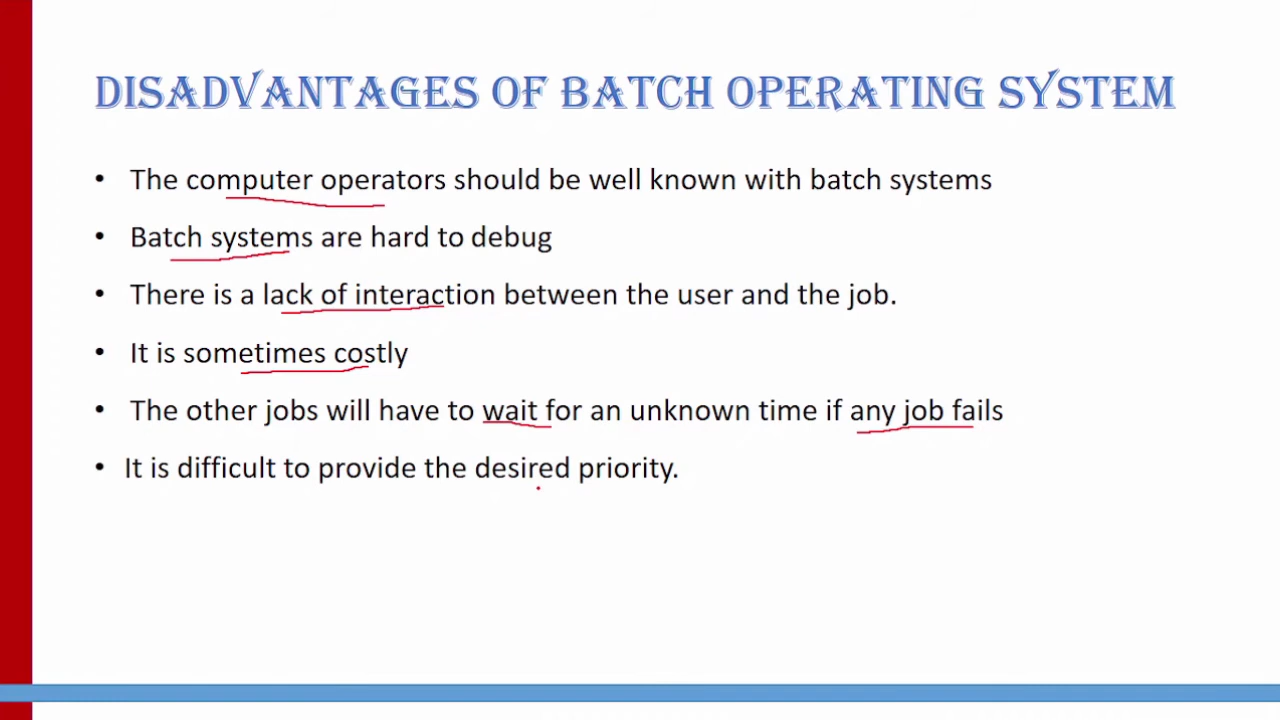 DISADVANTAGES OF BATCH OPERATING SYSTEM
• The computer operators should be well known with batch systems
• Batch systems are hard to debug
• There is a lack of interaction between the user and the job.
• It is sometimes costly
• The other jobs will have to wait for an unknown time if any job fails
• It is difficult to provide the desired priority.